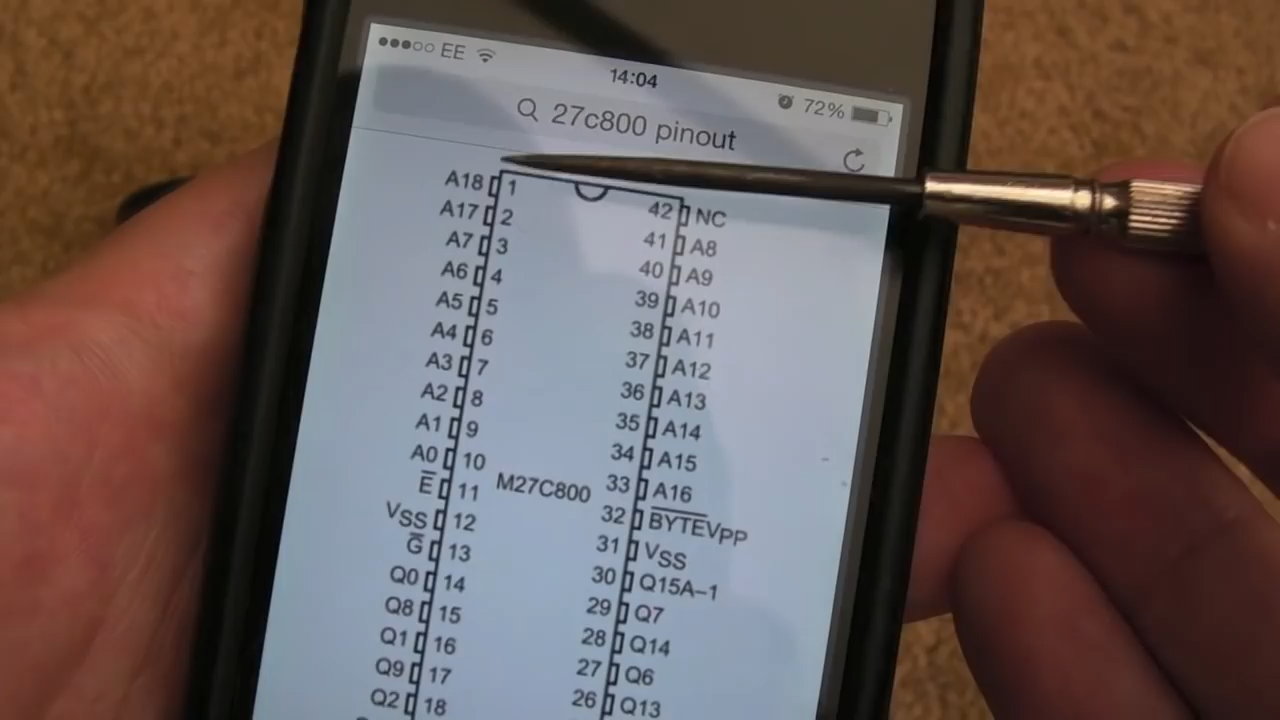 EE
14:04
72%
27c800 pinout
A18 1 42 NC
A17 2 41 A8
A7 3 40 A9
A6 4 39 A10
A5 5 38 A11
A4 6 37 A12
A3 7 36 A13
A2 8 35 A14
A1 9 34 A15
A0 10 33 A16
E̅ 11 M27C800 32 B̅Y̅T̅E̅VPP
VSS 12 31 VSS
G̅ 13 30 Q15A–1
Q0 14 29 Q7
Q8 15 28 Q14
Q1 16 27 Q6
Q9 17 26 Q13
Q2 18